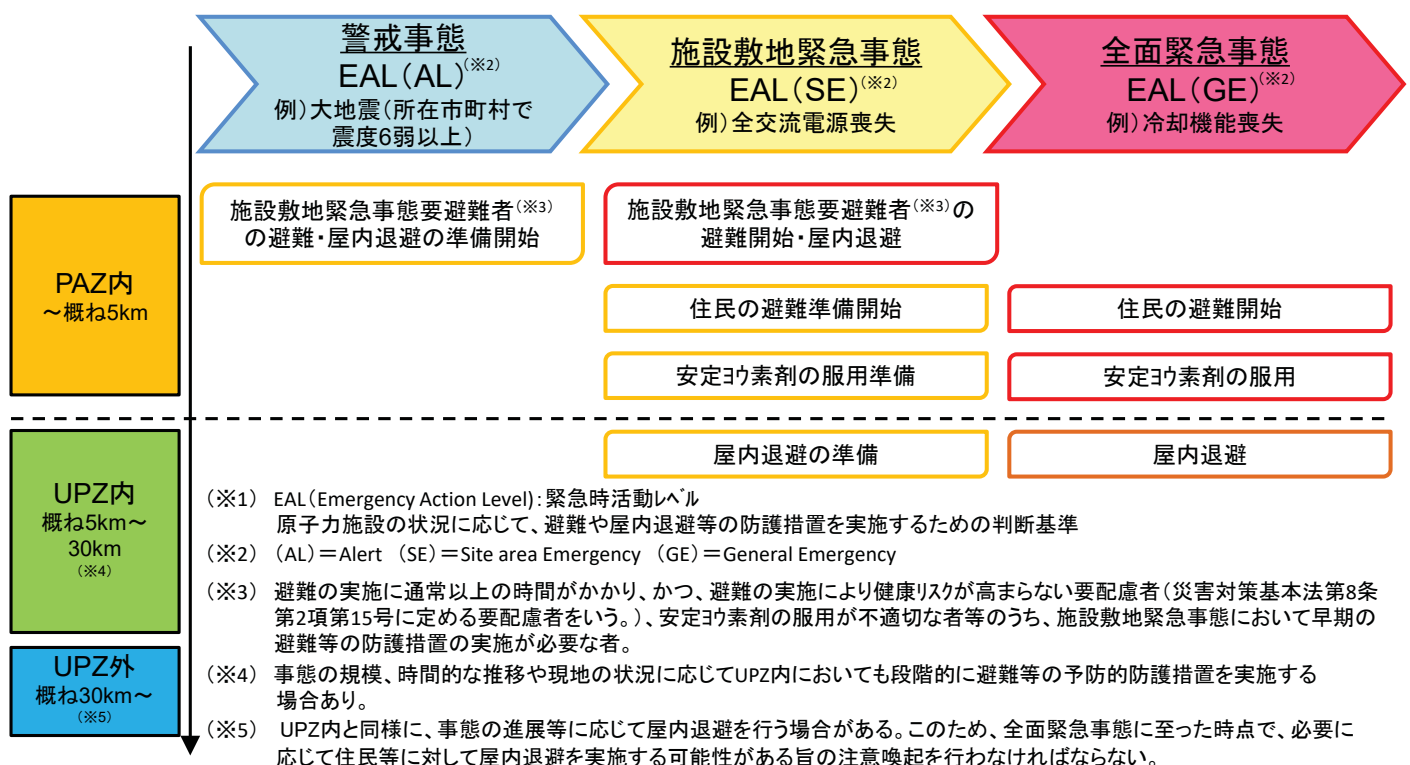 警戒事態
EAL(AL)(※2)
例)大地震(所在市町村で
震度6弱以上)
施設敷地緊急事態
EAL(SE)(※2)
例)全交流電源喪失
全面緊急事態
EAL(GE)(※2)
例)冷却機能喪失
PAZ内
~概ね5km
施設敷地緊急事態要避難者(※3)
の避難・屋内退避の準備開始
施設敷地緊急事態要避難者(※3)の
避難開始・屋内退避
住民の避難準備開始
住民の避難開始
安定ヨウ素剤の服用準備
安定ヨウ素剤の服用
UPZ内
概ね5km~
30km
(※4)
屋内退避の準備
屋内退避
(※1) EAL(Emergency Action Level):緊急時活動レベル
原子力施設の状況に応じて、避難や屋内退避等の防護措置を実施するための判断基準
(※2) (AL)=Alert (SE)=Site area Emergency (GE)=General Emergency
(※3) 避難の実施に通常以上の時間がかかり、かつ、避難の実施により健康リスクが高まらない要配慮者(災害対策基本法第8条
第2項第15号に定める要配慮者をいう。)、安定ヨウ素剤の服用が不適切な者等のうち、施設敷地緊急事態において早期の
避難等の防護措置の実施が必要な者。
UPZ外
概ね30km~
(※5)
(※4) 事態の規模、時間的な推移や現地の状況に応じてUPZ内においても段階的に避難等の予防的防護措置を実施する
場合あり。
(※5) UPZ内と同様に、事態の進展等に応じて屋内退避を行う場合がある。このため、全面緊急事態に至った時点で、必要に
応じて住民等に対して屋内退避を実施する可能性がある旨の注意喚起を行わなければならない。